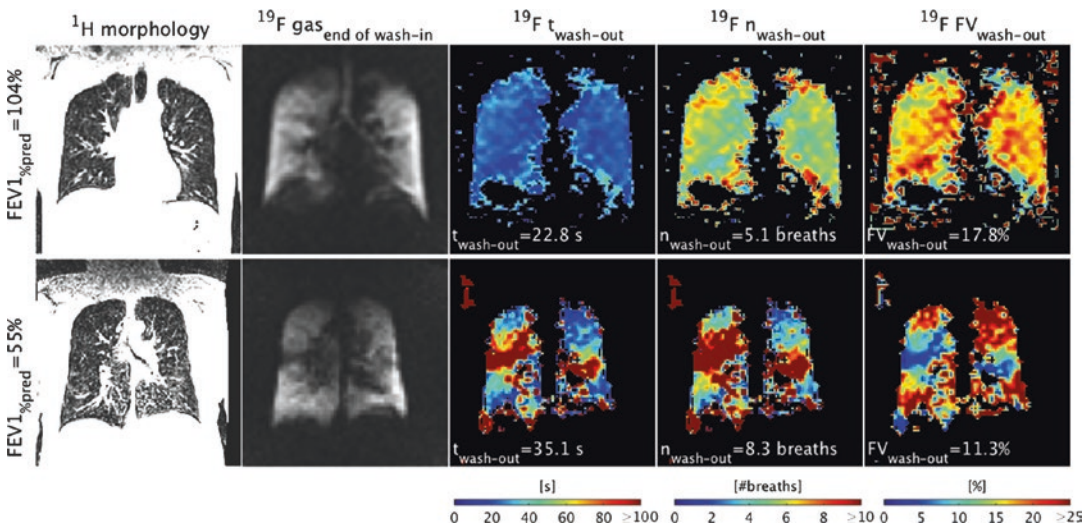 ¹H morphology
¹⁹F gas end of wash-in
¹⁹F t wash-out
¹⁹F n wash-out
¹⁹F FV wash-out
FEV1%pred=104%
t wash-out=22.8 s
n wash-out=5.1 breaths
FV wash-out=17.8%
FEV1%pred=55%
t wash-out=35.1 s
n wash-out=8.3 breaths
FV wash-out=11.3%
[s]
[#breaths]
[%]
0 20 40 60 80 ≥100
0 2 4 6 8 >10
0 5 10 15 20 ≥25